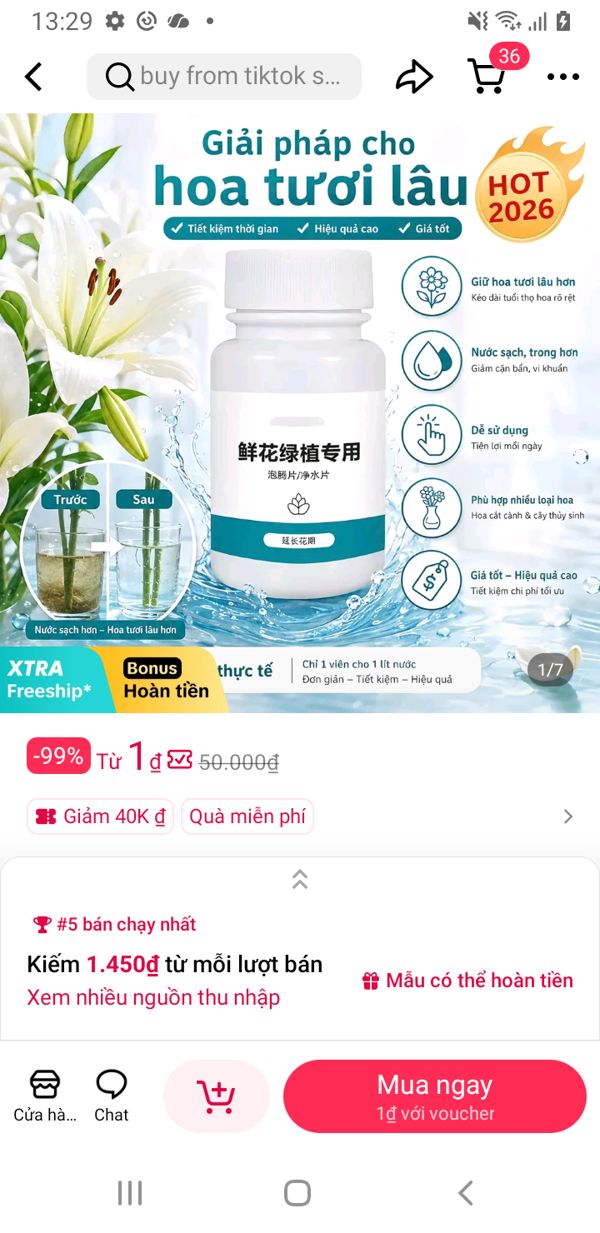 13:29
buy from tiktok s...
36
Giải pháp cho
hoa tươi lâu
HOT
2026
Tiết kiệm thời gian
Hiệu quả cao
Giá tốt
Giữ hoa tươi lâu hơn
Kéo dài tuổi thọ hoa rõ rệt
Nước sạch, trong hơn
Giảm cặn bẩn, vi khuẩn
Dễ sử dụng
Tiện lợi mỗi ngày
Phù hợp nhiều loại hoa
Hoa cắt cành & cây thủy sinh
Giá tốt – Hiệu quả cao
Tiết kiệm chi phí tối ưu
鲜花绿植专用
泡腾片/净水片
延长花期
Trước
Sau
Nước sạch hơn – Hoa tươi lâu hơn
XTRA
Freeship*
Bonus
Hoàn tiền
thực tế
Chỉ 1 viên cho 1 lít nước
Đơn giản – Tiết kiệm – Hiệu quả
1/7
-99% Từ 1₫ 50.000₫
Giảm 40K ₫
Quà miễn phí
#5 bán chạy nhất
Kiếm 1.450₫ từ mỗi lượt bán
Xem nhiều nguồn thu nhập
Mẫu có thể hoàn tiền
Cửa hà...
Chat
Mua ngay
1₫ với voucher